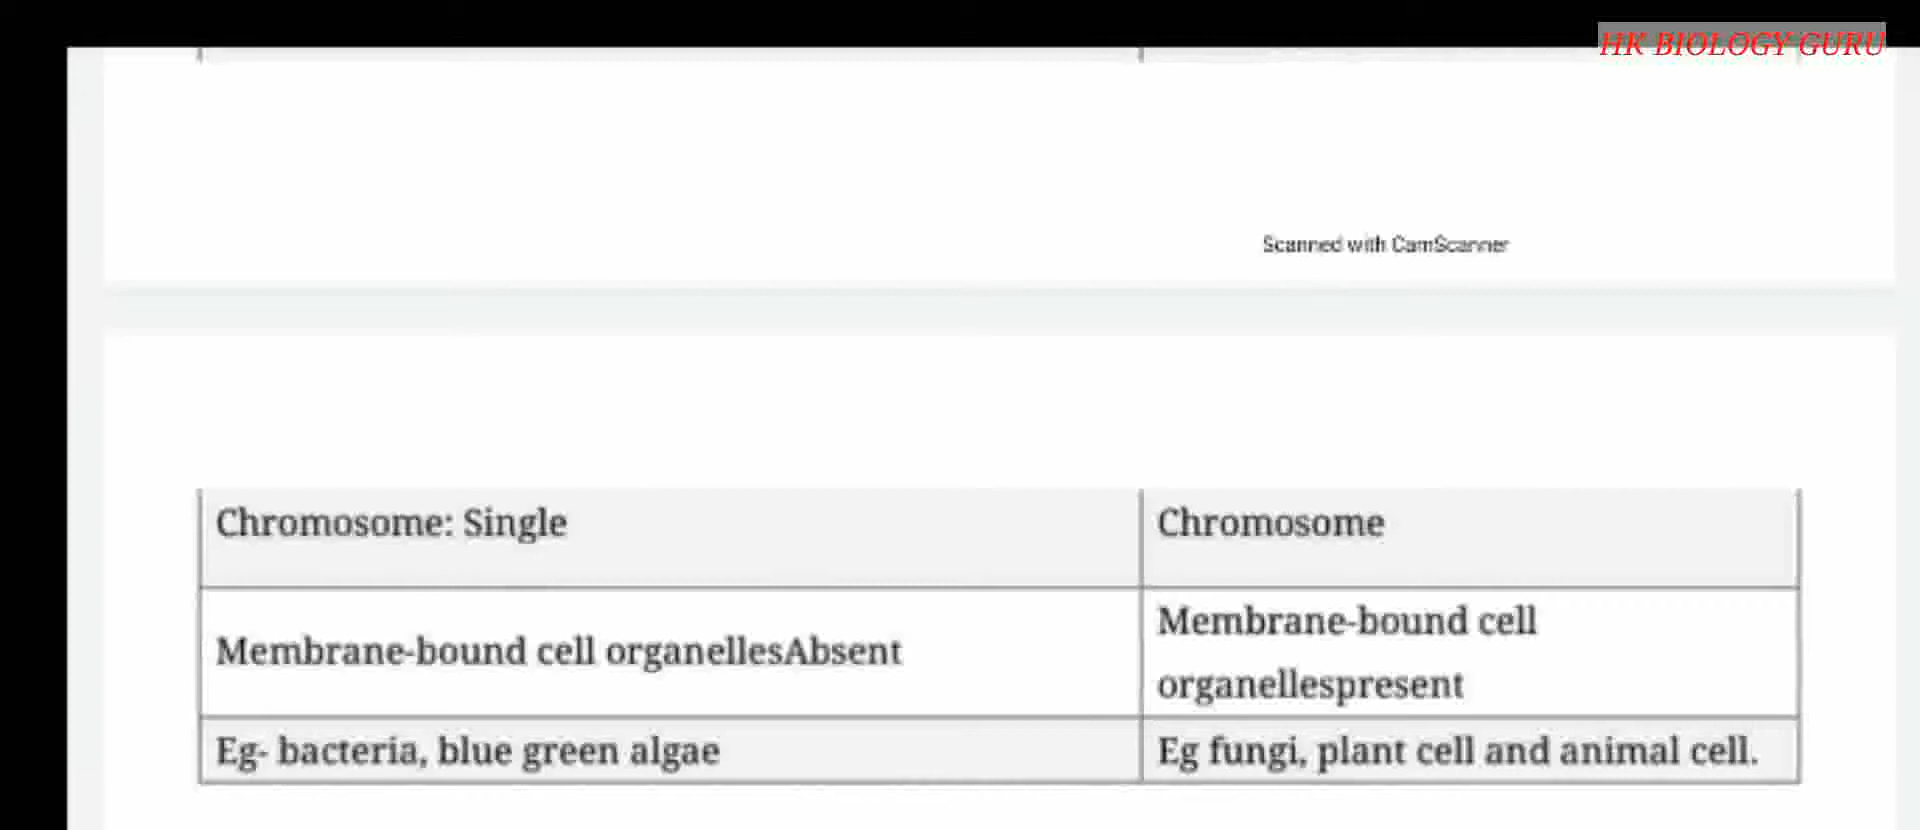 HK BIOLOGY GURU
Scanned with CamScanner
Chromosome: Single
Chromosome
Membrane-bound cell organellesAbsent
Membrane-bound cell
organellespresent
Eg- bacteria, blue green algae
Eg fungi, plant cell and animal cell.